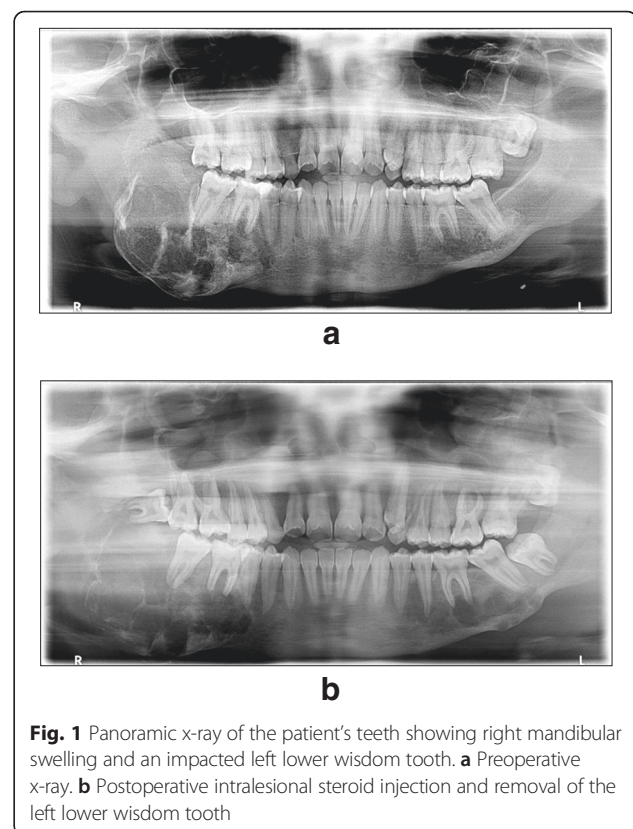 R L
a
R L
b
Fig. 1 Panoramic x-ray of the patient's teeth showing right mandibular
swelling and an impacted left lower wisdom tooth. a Preoperative
x-ray. b Postoperative intralesional steroid injection and removal of the
left lower wisdom tooth